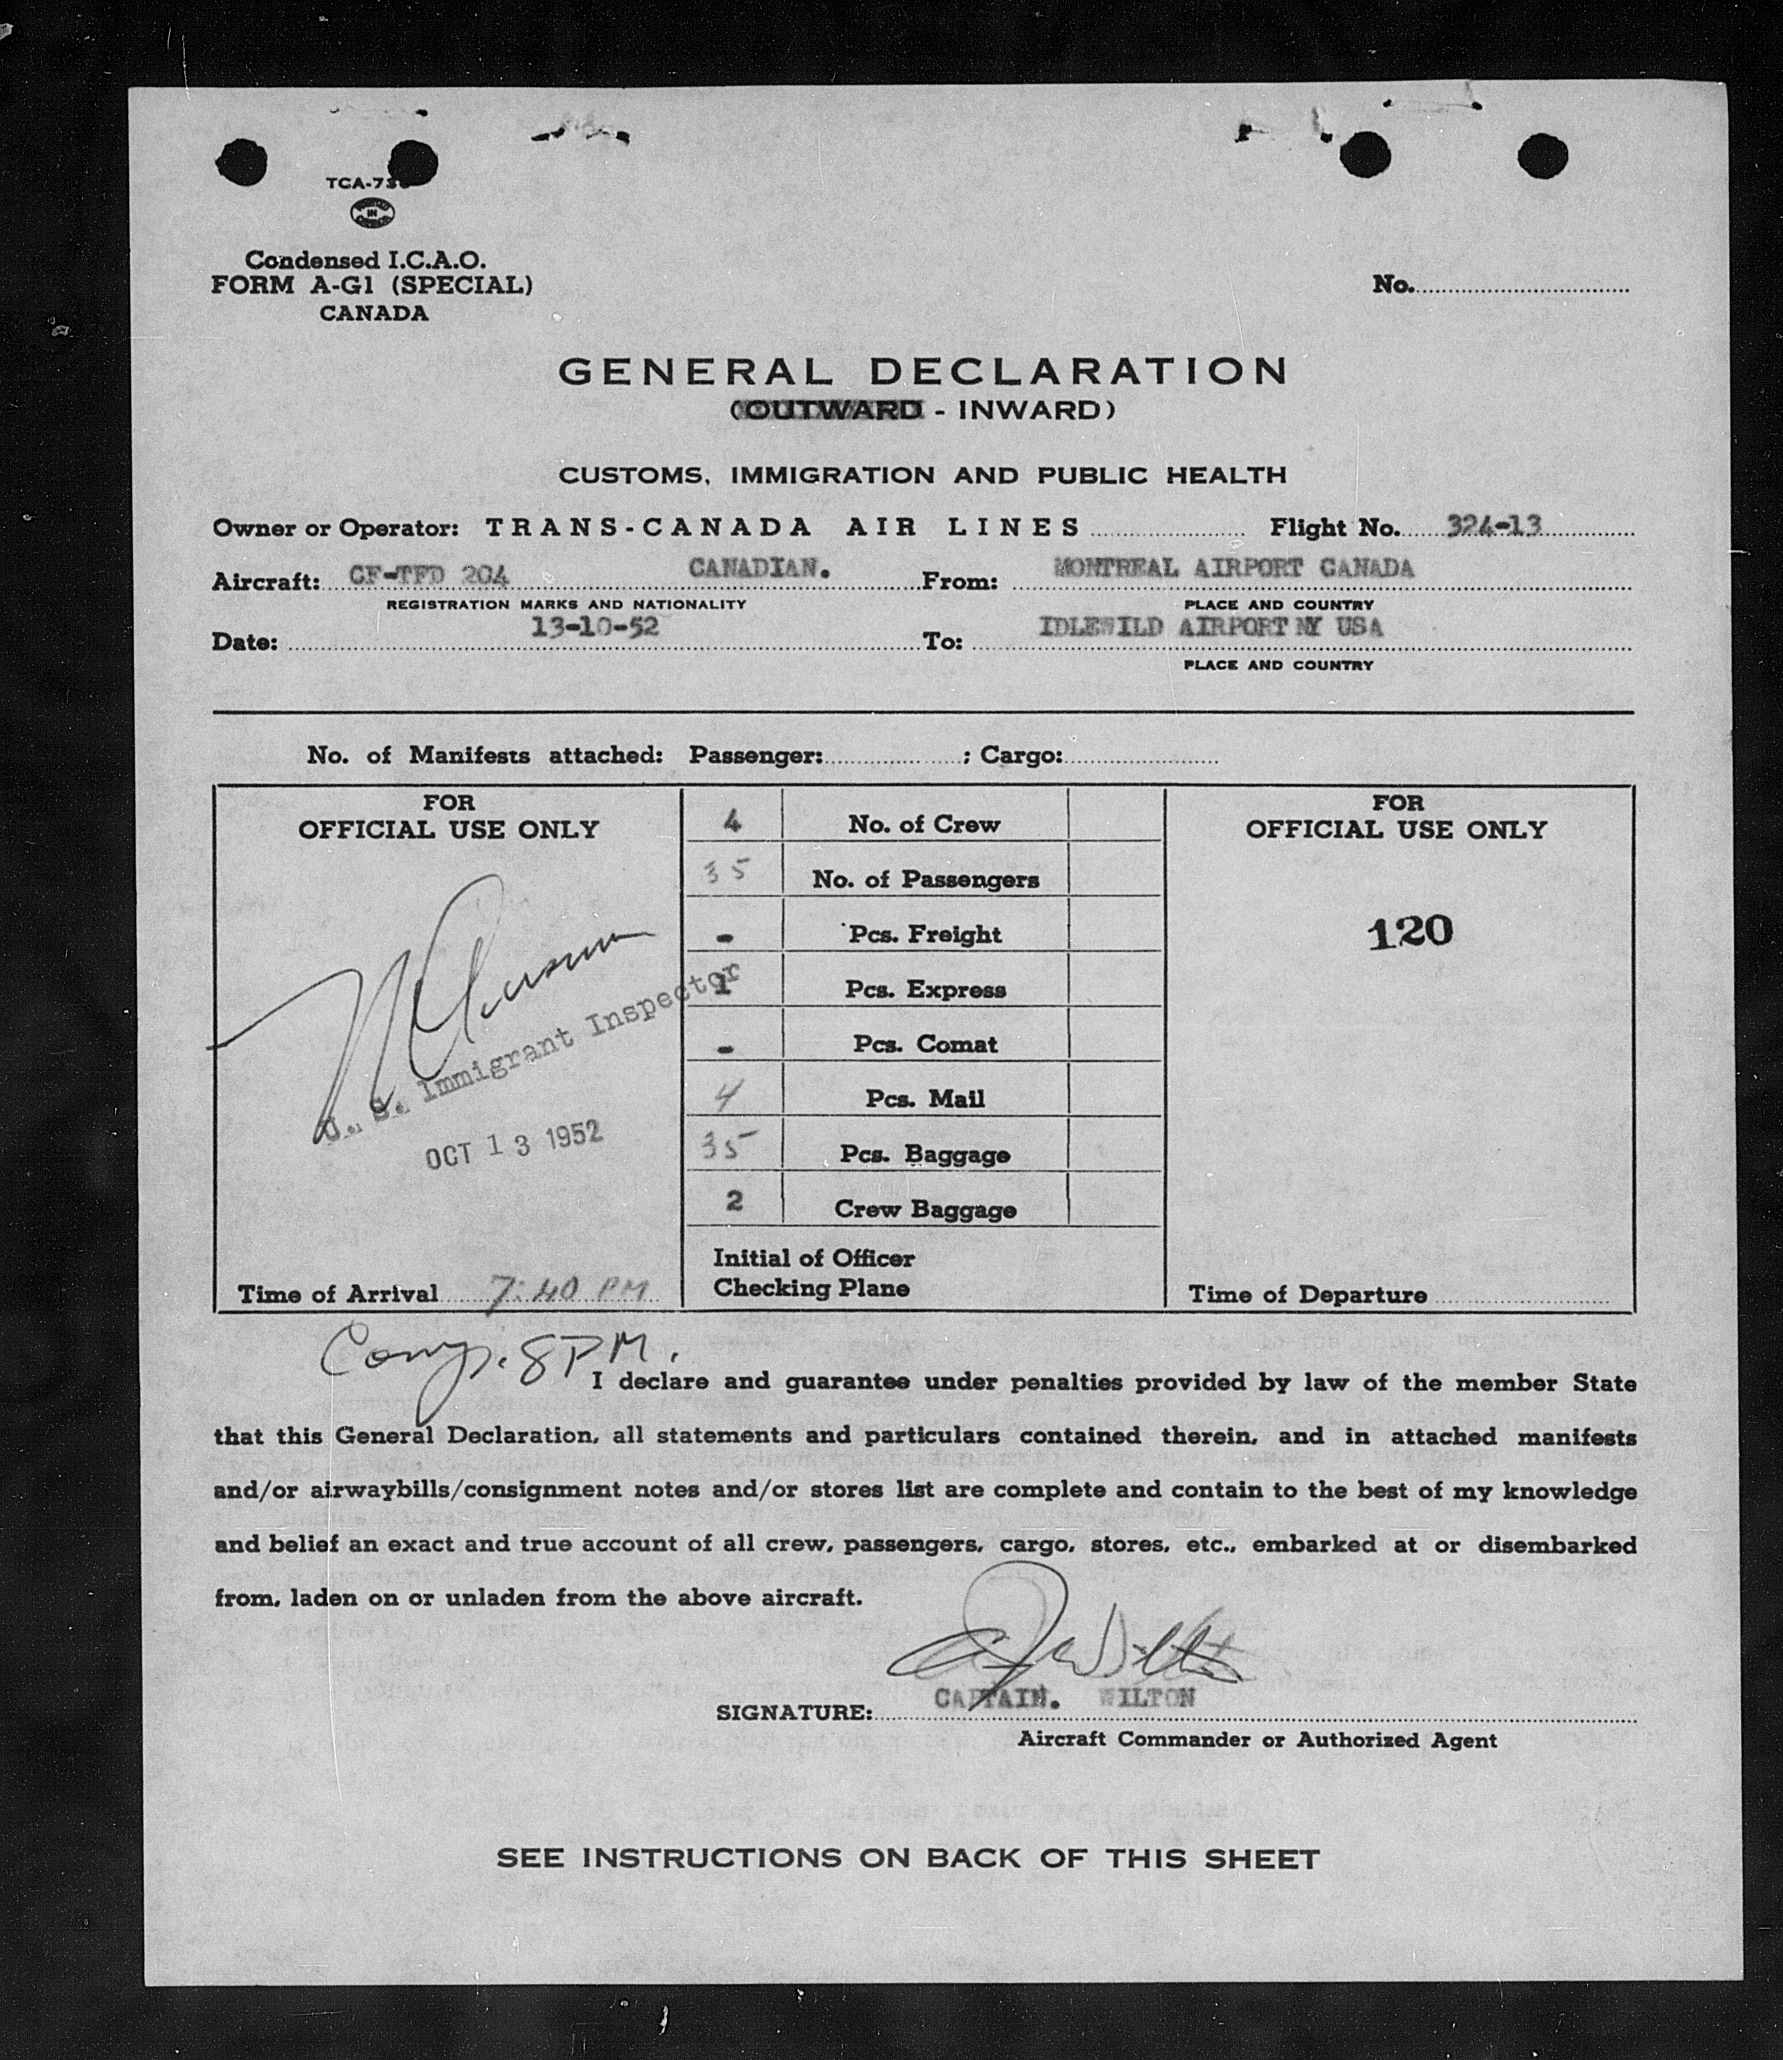 TCA-73
Condensed I.C.A.O.
FORM A-G1 (SPECIAL)
CANADA
No.
GENERAL DECLARATION
(OUTWARD - INWARD)
CUSTOMS, IMMIGRATION AND PUBLIC HEALTH
Owner or Operator: TRANS-CANADA AIR LINES Flight No. 324-13
Aircraft: CF-TFD 204 CANADIAN. From: MONTREAL AIRPORT CANADA
REGISTRATION MARKS AND NATIONALITY PLACE AND COUNTRY
Date: 13-10-52 To: IDLEWILD AIRPORT NY USA
PLACE AND COUNTRY
No. of Manifests attached: Passenger: ; Cargo:
FOR
OFFICIAL USE ONLY
U. S. Immigrant Inspector
OCT 13 1952
Time of Arrival 7:40 PM
4 No. of Crew
35 No. of Passengers
- Pcs. Freight
1 Pcs. Express
- Pcs. Comat
4 Pcs. Mail
35 Pcs. Baggage
2 Crew Baggage
Initial of Officer
Checking Plane
FOR
OFFICIAL USE ONLY
120
Time of Departure
Comp. 8 PM.
I declare and guarantee under penalties provided by law of the member State
that this General Declaration, all statements and particulars contained therein, and in attached manifests
and/or airwaybills/consignment notes and/or stores list are complete and contain to the best of my knowledge
and belief an exact and true account of all crew, passengers, cargo, stores, etc., embarked at or disembarked
from, laden on or unladen from the above aircraft.
SIGNATURE: CAPTAIN. WILTON
Aircraft Commander or Authorized Agent
SEE INSTRUCTIONS ON BACK OF THIS SHEET